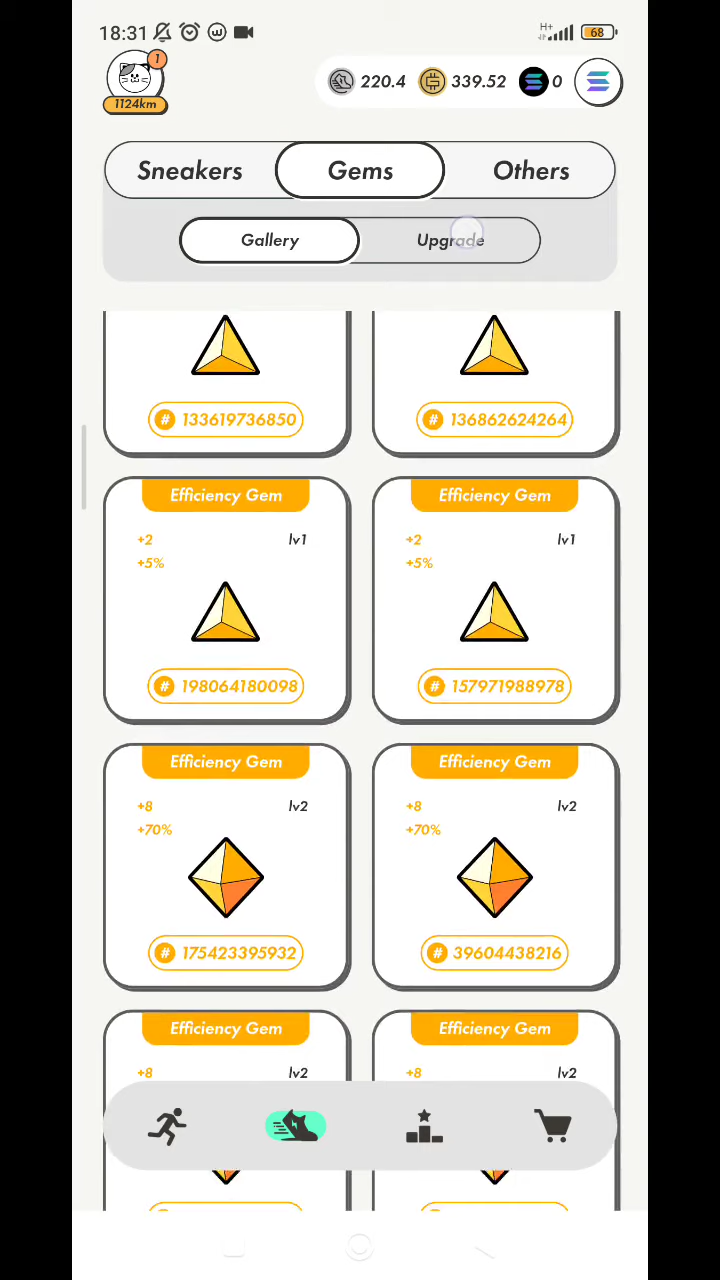 18:31 H+ 68
1
1124km 220.4 339.52 0
Sneakers Gems Others
Gallery Upgrade
# 133619736850 # 136862624264
Efficiency Gem Efficiency Gem
+2 lv1 +2 lv1
+5% +5%
# 198064180098 # 157971988978
Efficiency Gem Efficiency Gem
+8 lv2 +8 lv2
+70% +70%
# 175423395932 # 39604438216
Efficiency Gem Efficiency Gem
+8 lv2 +8 lv2